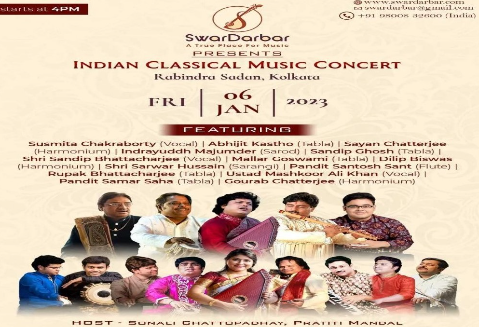 starts at 4PM
www.swardarbar.com
swardarbar@gmail.com
+91 98008 32600 (India)
SwarDarbar
A True Place For Music
PRESENTS
INDIAN CLASSICAL MUSIC CONCERT
Rabindra Sadan, Kolkata
FRI | 06 JAN | 2023
FEATURING
Susmita Chakraborty (Vocal) | Abhijit Kastho (Tabla) | Sayan Chatterjee
(Harmonium) | Indrayuddh Majumder (Sarod) | Sandip Ghosh (Tabla) |
Shri Sandip Bhattacharjee (Vocal) | Mallar Goswami (Tabla) | Dilip Biswas
(Harmonium) | Shri Sarwar Hussain (Sarangi) | Pandit Santosh Sant (Flute) |
Rupak Bhattacharjee (Tabla) | Ustad Mashkoor Ali Khan (Vocal) |
Pandit Samar Saha (Tabla) | Gourab Chatterjee (Harmonium)
HOST - SONALI CHATTOPADHAY, PRATITI MANDAL